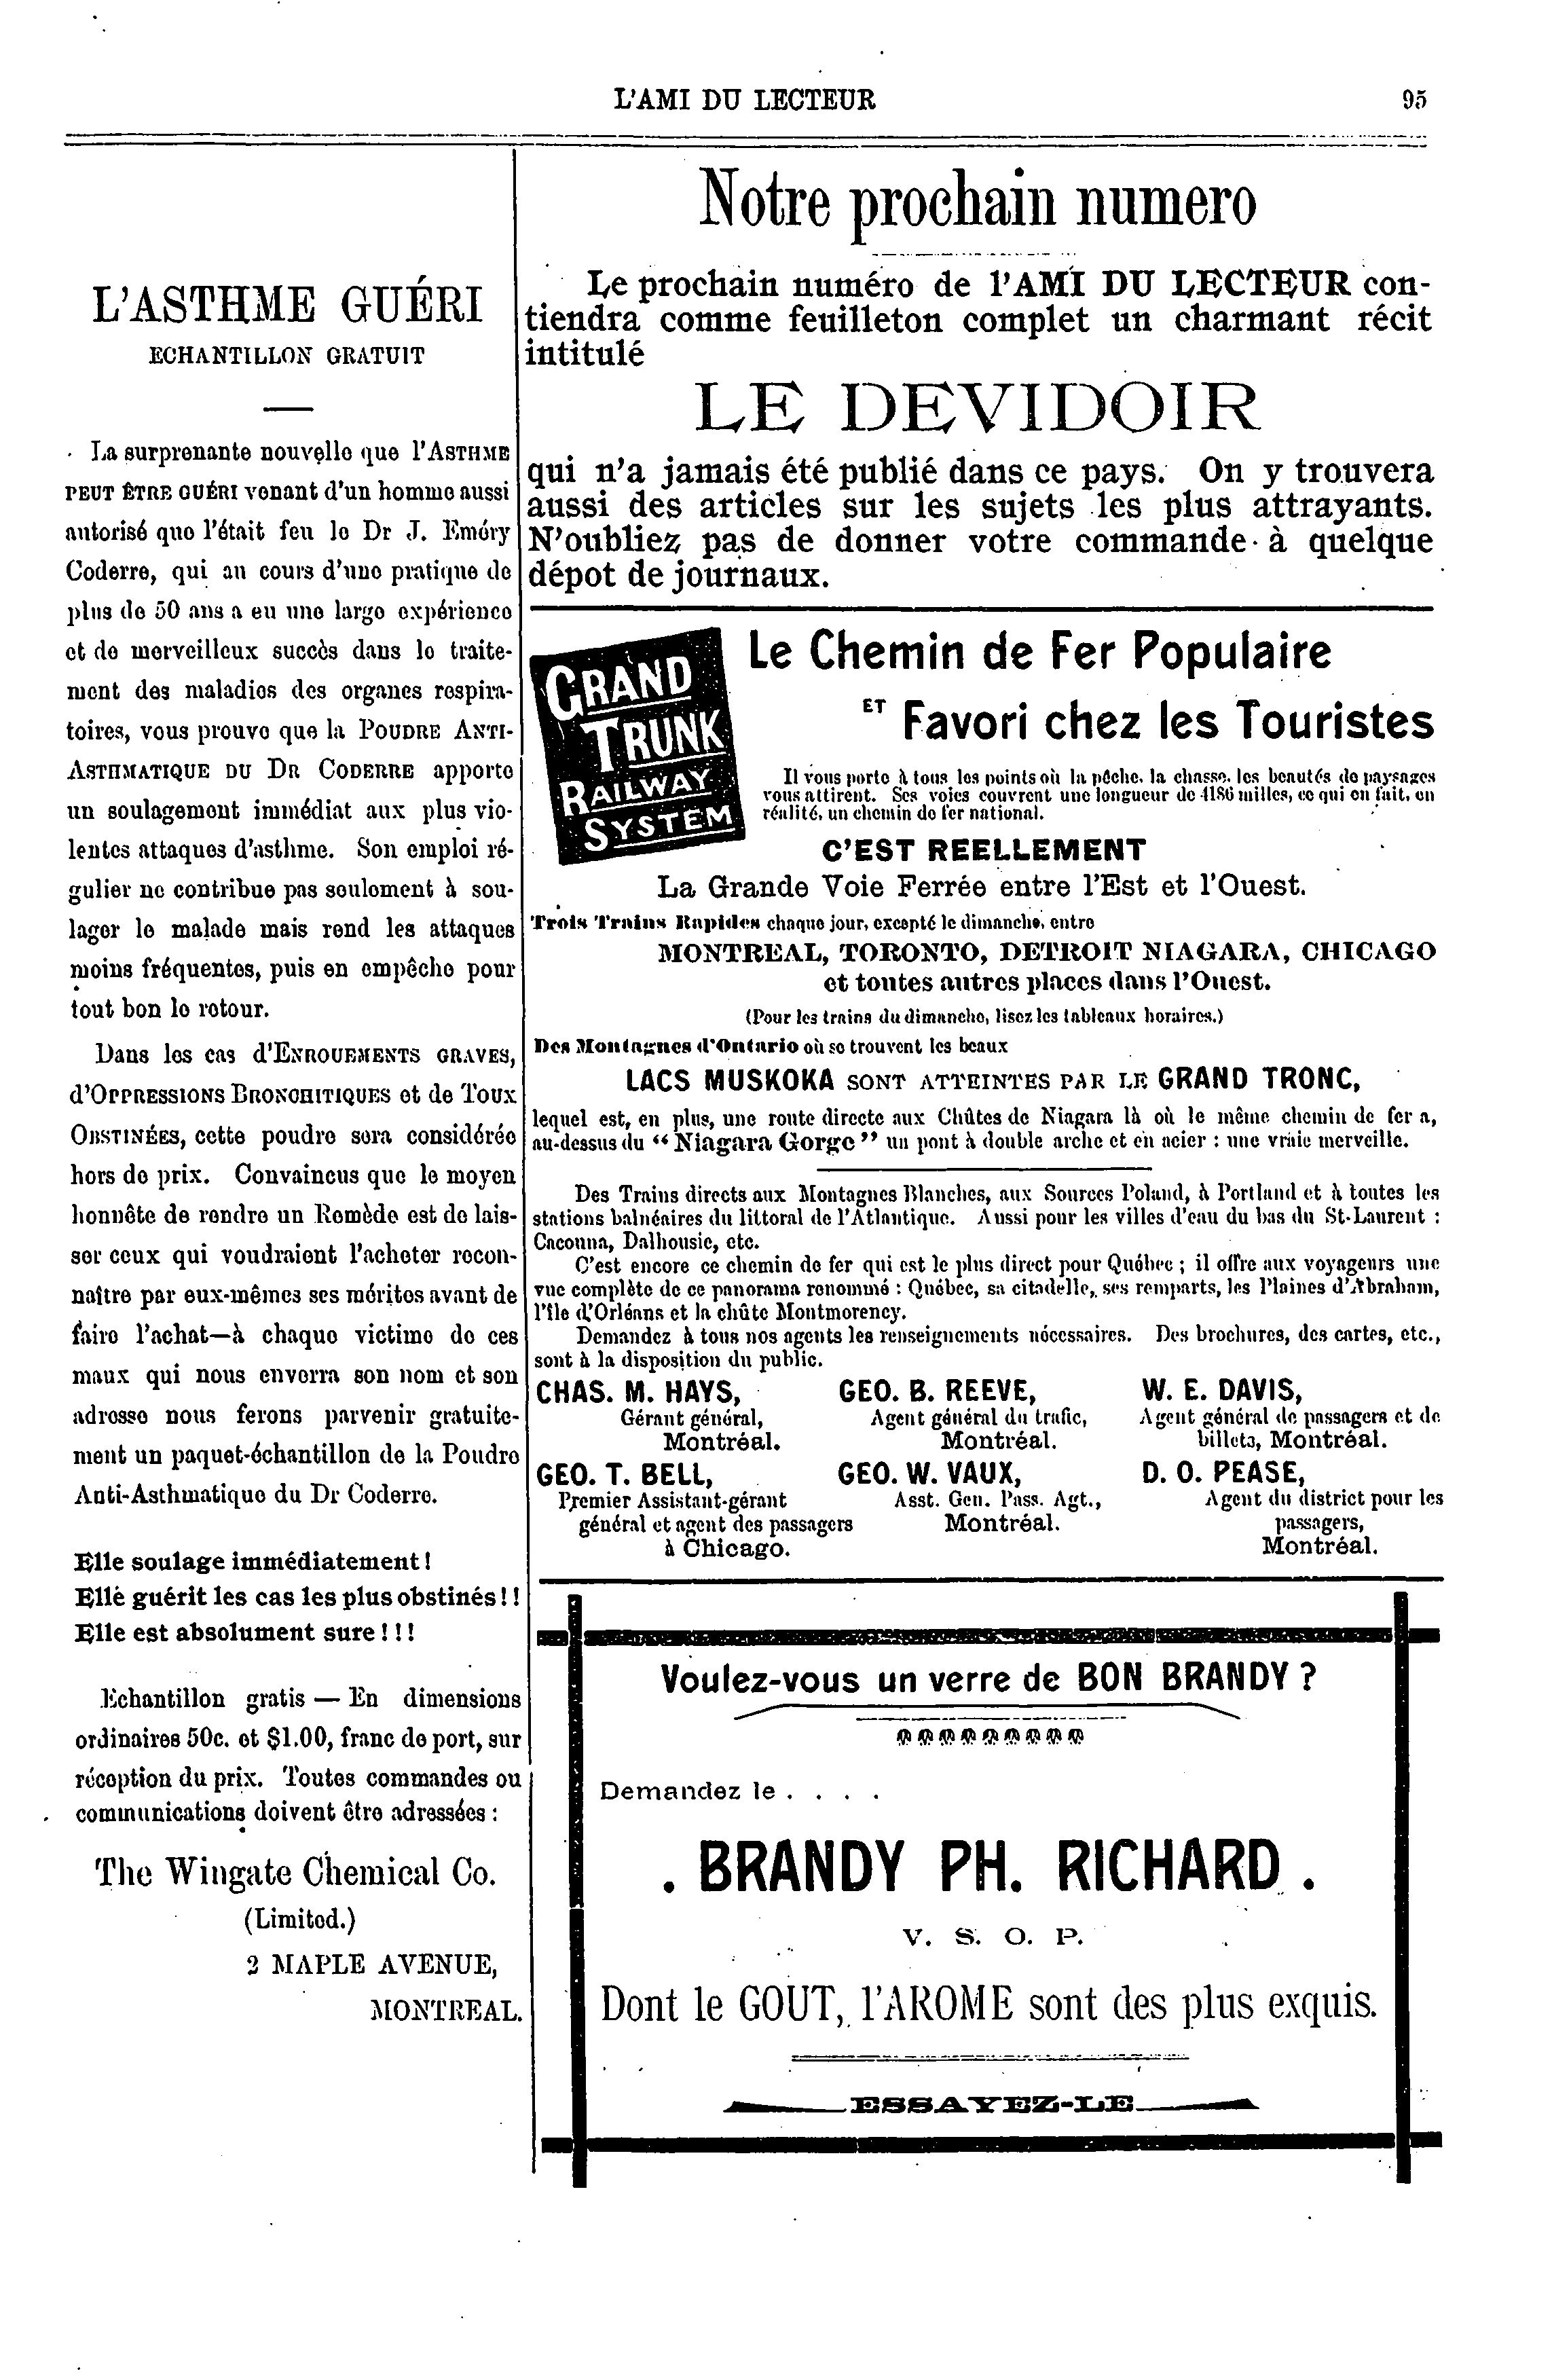 L'AMI DU LECTEUR
95
L'ASTHME GUÉRI
ECHANTILLON GRATUIT
La surprenante nouvelle que l'ASTHME
PEUT ÊTRE GUÉRI venant d'un homme aussi
autorisé que l'était feu le Dr J. Eméry
Coderre, qui au cours d'une pratique de
plus de 50 ans a eu une large expérience
et de merveilleux succès dans le traite-
ment des maladies des organes respira-
toires, vous prouve que la POUDRE ANTI-
ASTHMATIQUE DU DR CODERRE apporte
un soulagement immédiat aux plus vio-
lentes attaques d'asthme. Son emploi ré-
gulier ne contribue pas seulement à sou-
lager le malade mais rend les attaques
moins fréquentes, puis en empêche pour
tout bon le retour.
Dans les cas d'ENROUEMENTS GRAVES,
d'OPPRESSIONS BRONCHITIQUES et de TOUX
OBSTINÉES, cette poudre sera considérée
hors de prix. Convaincus que le moyen
honnête de rendre un Remède est de lais-
ser ceux qui voudraient l'acheter recon-
naître par eux-mêmes ses mérites avant de
faire l'achat—à chaque victime de ces
maux qui nous enverra son nom et son
adresse nous ferons parvenir gratuite-
ment un paquet-échantillon de la Poudre
Anti-Asthmatique du Dr Coderre.
Elle soulage immédiatement !
Elle guérit les cas les plus obstinés ! !
Elle est absolument sure ! ! !
Echantillon gratis — En dimensions
ordinaires 50c. et $1.00, franc de port, sur
réception du prix. Toutes commandes ou
communications doivent être adressées :
The Wingate Chemical Co.
(Limited.)
2 MAPLE AVENUE,
MONTREAL.
Notre prochain numero
Le prochain numéro de l'AMI DU LECTEUR con-
tiendra comme feuilleton complet un charmant récit
intitulé
LE DEVIDOIR
qui n'a jamais été publié dans ce pays. On y trouvera
aussi des articles sur les sujets les plus attrayants.
N'oubliez pas de donner votre commande à quelque
dépot de journaux.
GRAND
TRUNK
RAILWAY
SYSTEM
Le Chemin de Fer Populaire
ET Favori chez les Touristes
Il vous porte à tous les points où la pêche, la chasse, les beautés de paysages
vous attirent. Ses voies couvrent une longueur de 4186 milles, ce qui en fait, en
réalité, un chemin de fer national.
C'EST REELLEMENT
La Grande Voie Ferrée entre l'Est et l'Ouest.
Trois Trains Rapides chaque jour, excepté le dimanche, entre
MONTREAL, TORONTO, DETROIT NIAGARA, CHICAGO
et toutes autres places dans l'Ouest.
(Pour les trains du dimanche, lisez les tableaux horaires.)
Des Montagnes d'Ontario où se trouvent les beaux
LACS MUSKOKA SONT ATTEINTES PAR LE GRAND TRONC,
lequel est, en plus, une route directe aux Chûtes de Niagara là où le même chemin de fer a,
au-dessus du “ Niagara Gorge ” un pont à double arche et en acier : une vraie merveille.
Des Trains directs aux Montagnes Blanches, aux Sources Poland, à Portland et à toutes les
stations balnéaires du littoral de l'Atlantique. Aussi pour les villes d'eau du bas du St-Laurent :
Cacouna, Dalhousie, etc.
C'est encore ce chemin de fer qui est le plus direct pour Québec ; il offre aux voyageurs une
vue complète de ce panorama renommé : Québec, sa citadelle, ses remparts, les Plaines d'Abraham,
l'île d'Orléans et la chûte Montmorency.
Demandez à tous nos agents les renseignements nécessaires. Des brochures, des cartes, etc.,
sont à la disposition du public.
CHAS. M. HAYS,
Gérant général,
Montréal.
GEO. B. REEVE,
Agent général du trafic,
Montréal.
W. E. DAVIS,
Agent général de passagers et de
billets, Montréal.
GEO. T. BELL,
Premier Assistant-gérant
général et agent des passagers
à Chicago.
GEO. W. VAUX,
Asst. Gen. Pass. Agt.,
Montréal.
D. O. PEASE,
Agent du district pour les
passagers,
Montréal.
Voulez-vous un verre de BON BRANDY ?
Demandez le . . . .
. BRANDY PH. RICHARD .
V. S. O. P.
Dont le GOUT, l'AROME sont des plus exquis.
ESSAYEZ-LE